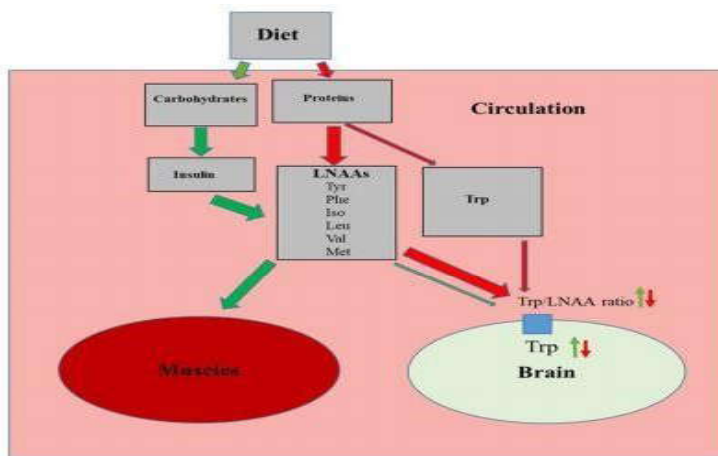 Diet
Carbohydrates
Proteins
Circulation
Insulin
LNAAs
Tyr
Phe
Iso
Leu
Val
Met
Trp
Trp/LNAA ratio
Muscles
Trp
Brain